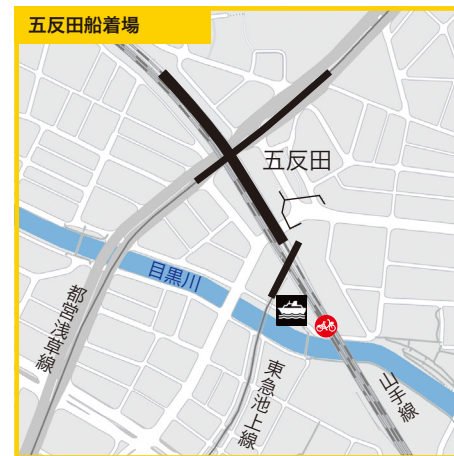 五反田船着場
五反田
目黒川
都営浅草線
東急池上線
山手線